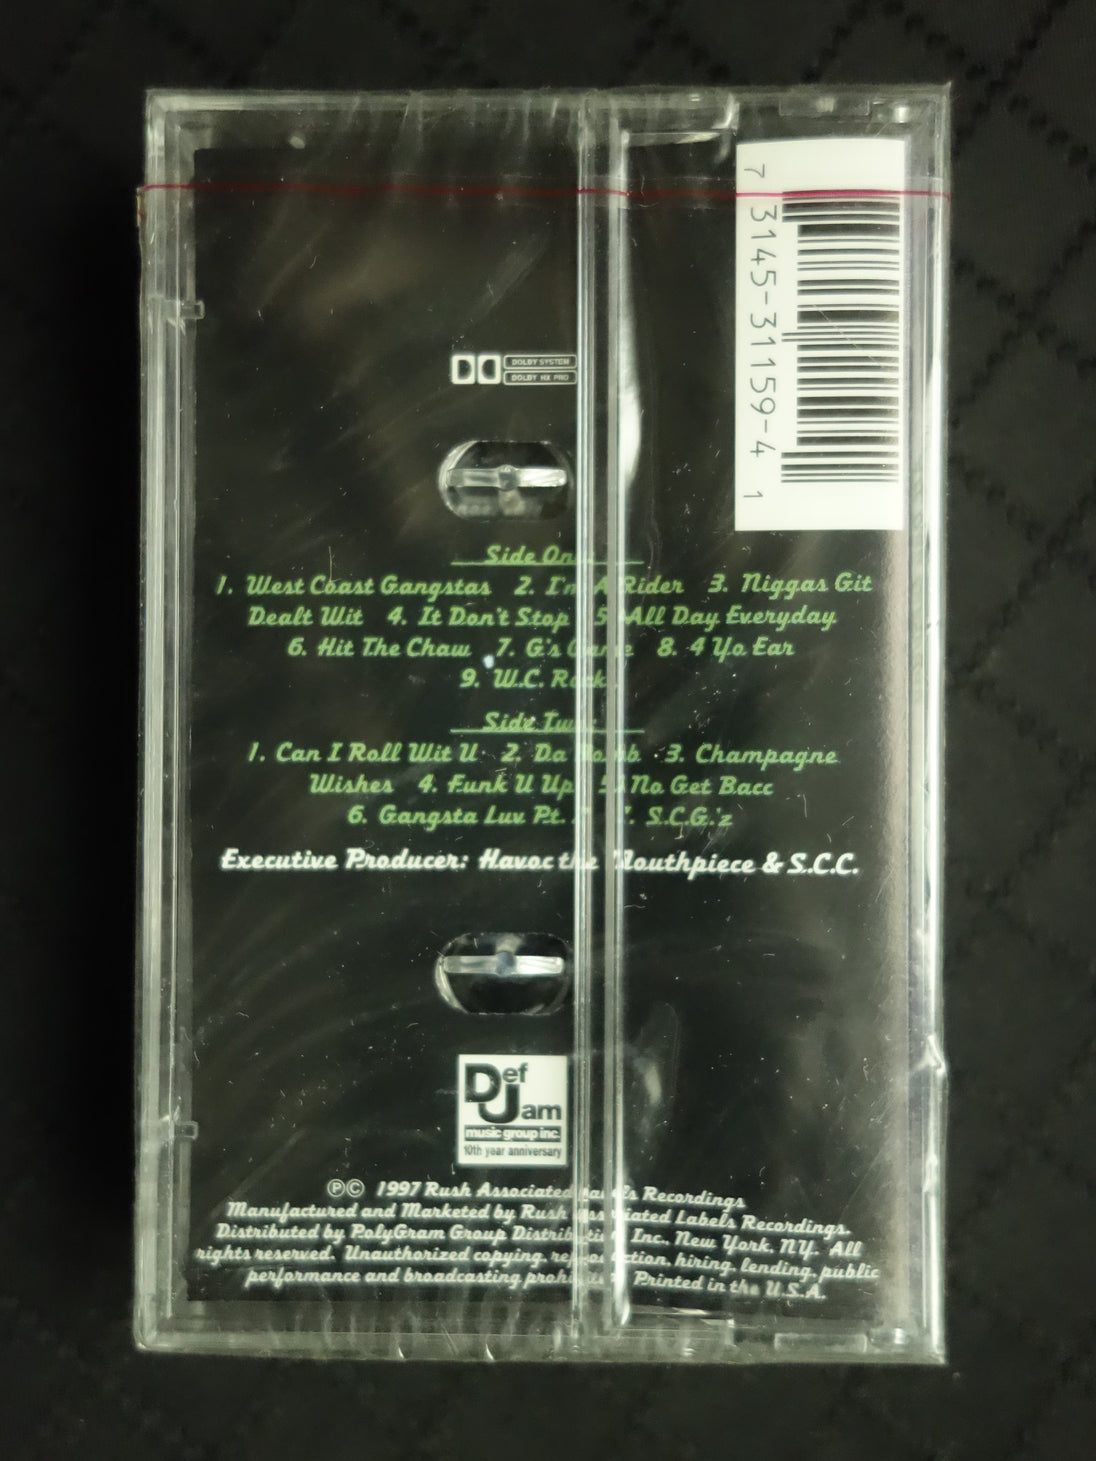 7 3145-31159-4 1
DOLBY SYSTEM
DOLBY HX PRO
Side One
1. West Coast Gangstas 2. I'm A Rider 3. Niggas Git
Dealt Wit 4. It Don't Stop 5. All Day Everyday
6. Hit The Chaw 7. G's Game 8. 4 Yo Ear
9. W.C. Rock
Side Two
1. Can I Roll Wit U 2. Da Bomb 3. Champagne
Wishes 4. Funk U Up 5. No Get Bacc
6. Gangsta Luv Pt. 7. S.C.G.'z
Executive Producer: Havoc the Mouthpiece & S.C.C.
Def
Jam
music group inc.
10th year anniversary
℗© 1997 Rush Associated Labels Recordings
Manufactured and Marketed by Rush Associated Labels Recordings.
Distributed by PolyGram Group Distribution, Inc., New York, NY. All
rights reserved. Unauthorized copying, reproduction, hiring, lending, public
performance and broadcasting prohibited. Printed in the U.S.A.